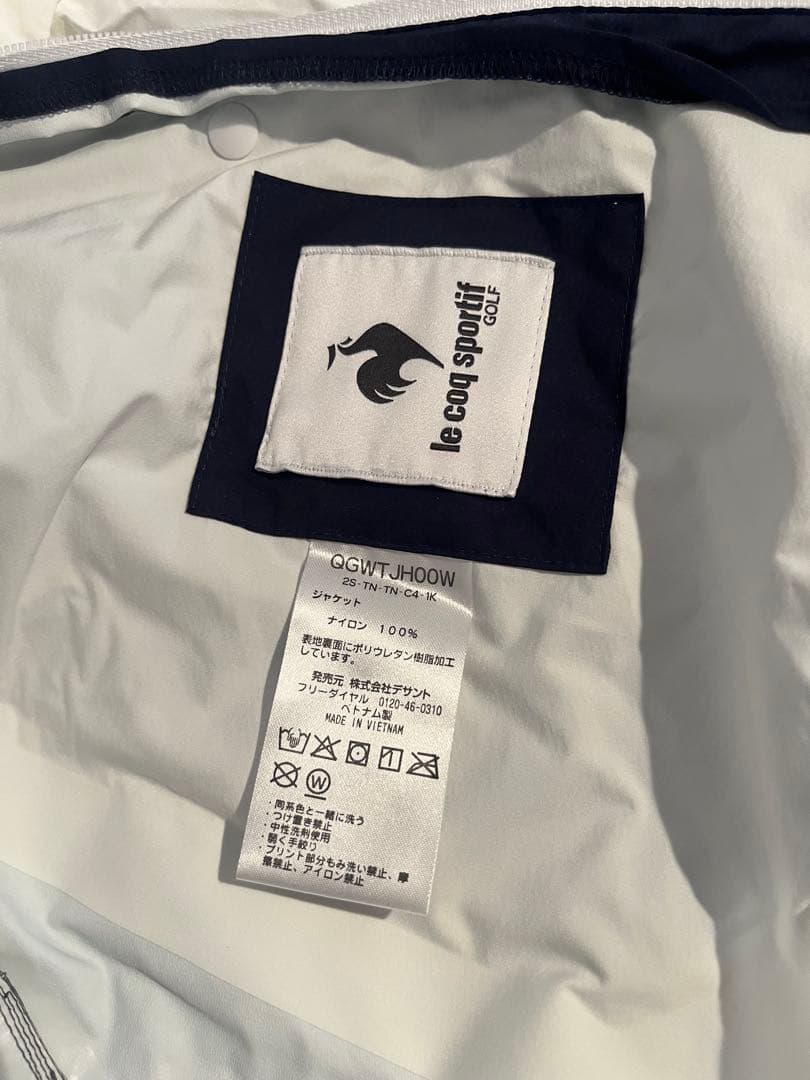 le coq sportif
GOLF
QGWTJH00W
2S-TN-TN-C4-1K
ジャケット
ナイロン 100%
表地裏面にポリウレタン樹脂加工
しています。
発売元 株式会社デサント
フリーダイヤル 0120-46-0310
ベトナム製
MADE IN VIETNAM
W
・同系色と一緒に洗う
・つけ置き禁止
・中性洗剤使用
・弱く手絞り
・プリント部分もみ洗い禁止、摩
擦禁止、アイロン禁止